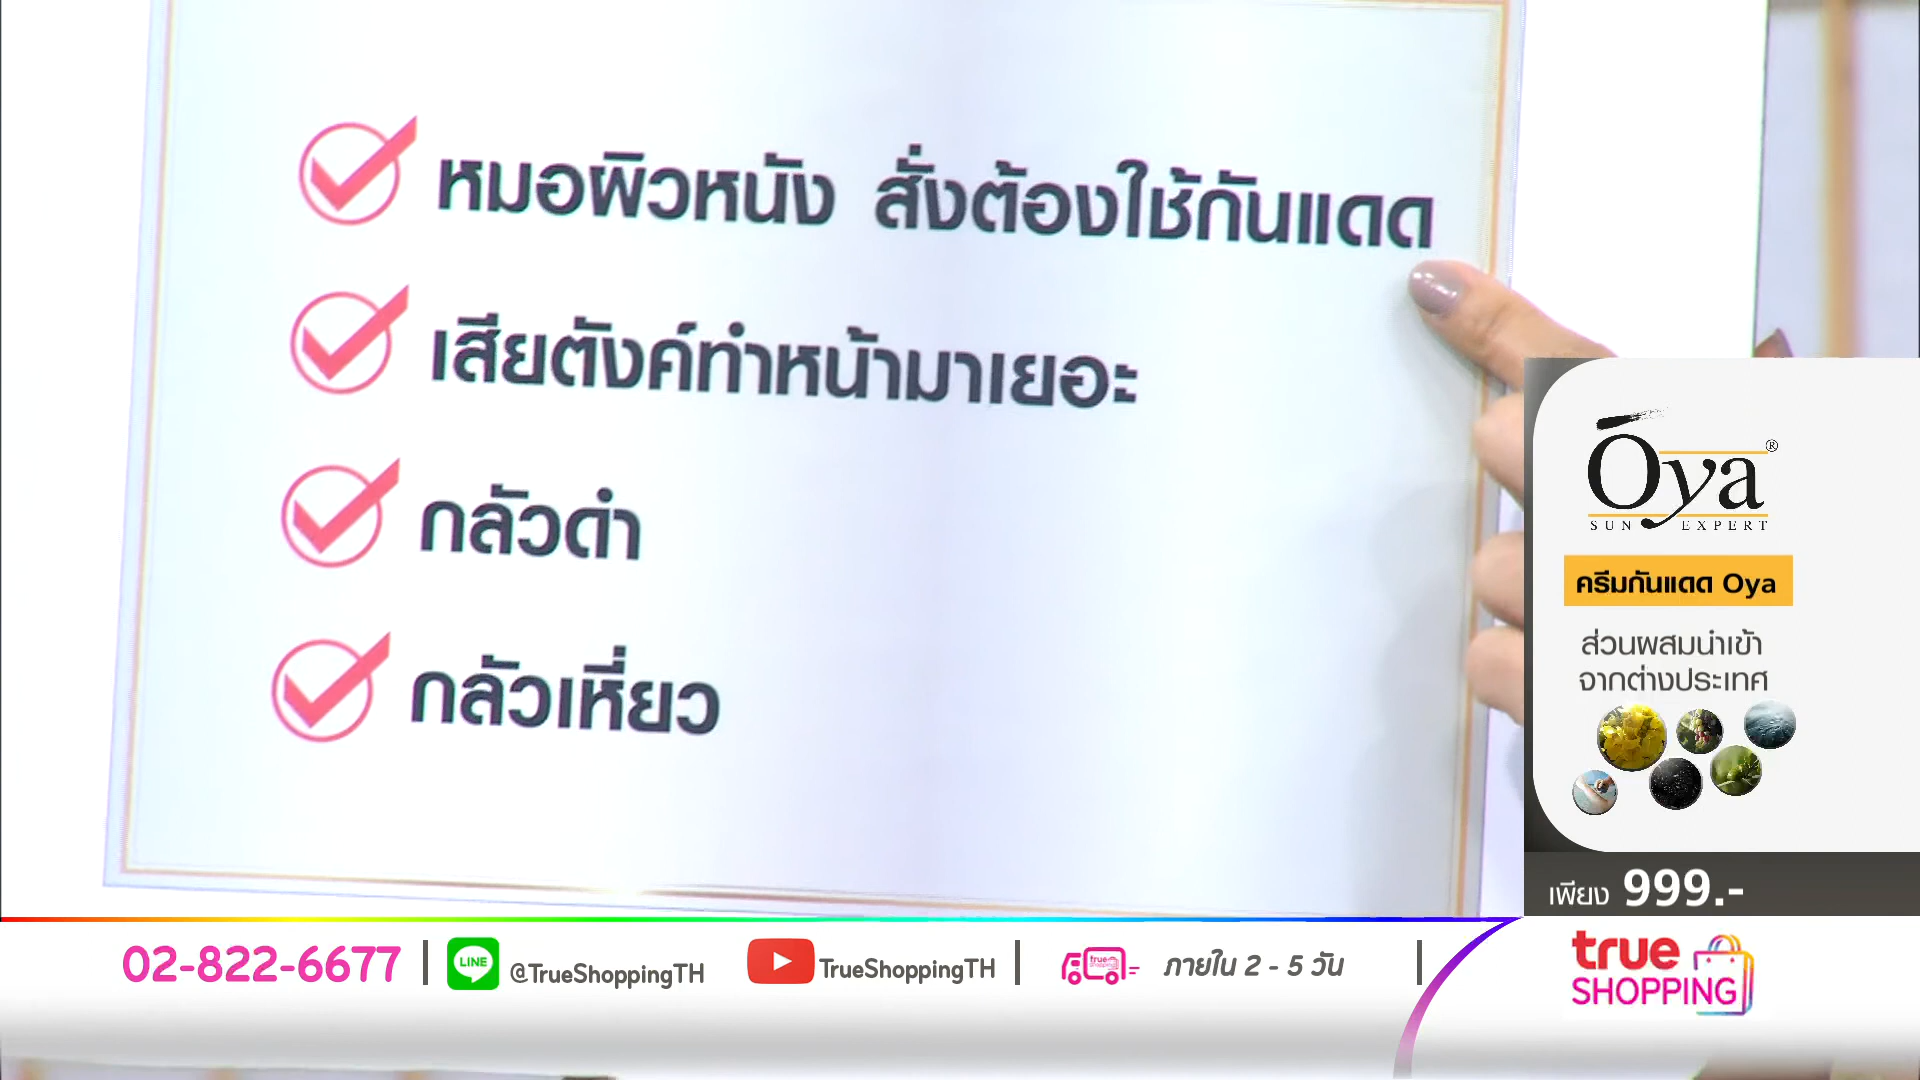 หมอผิวหนัง สั่งต้องใช้กันแดด
เสียตังค์ทำหน้ามาเยอะ
กลัวดำ
กลัวเหี่ยว
Ōya®
SUN EXPERT
ครีมกันแดด Oya
ส่วนผสมนำเข้า
จากต่างประเทศ
เพียง 999.-
02-822-6677 | LINE @TrueShoppingTH TrueShoppingTH | true shopping ภายใน 2 - 5 วัน |
true
SHOPPING